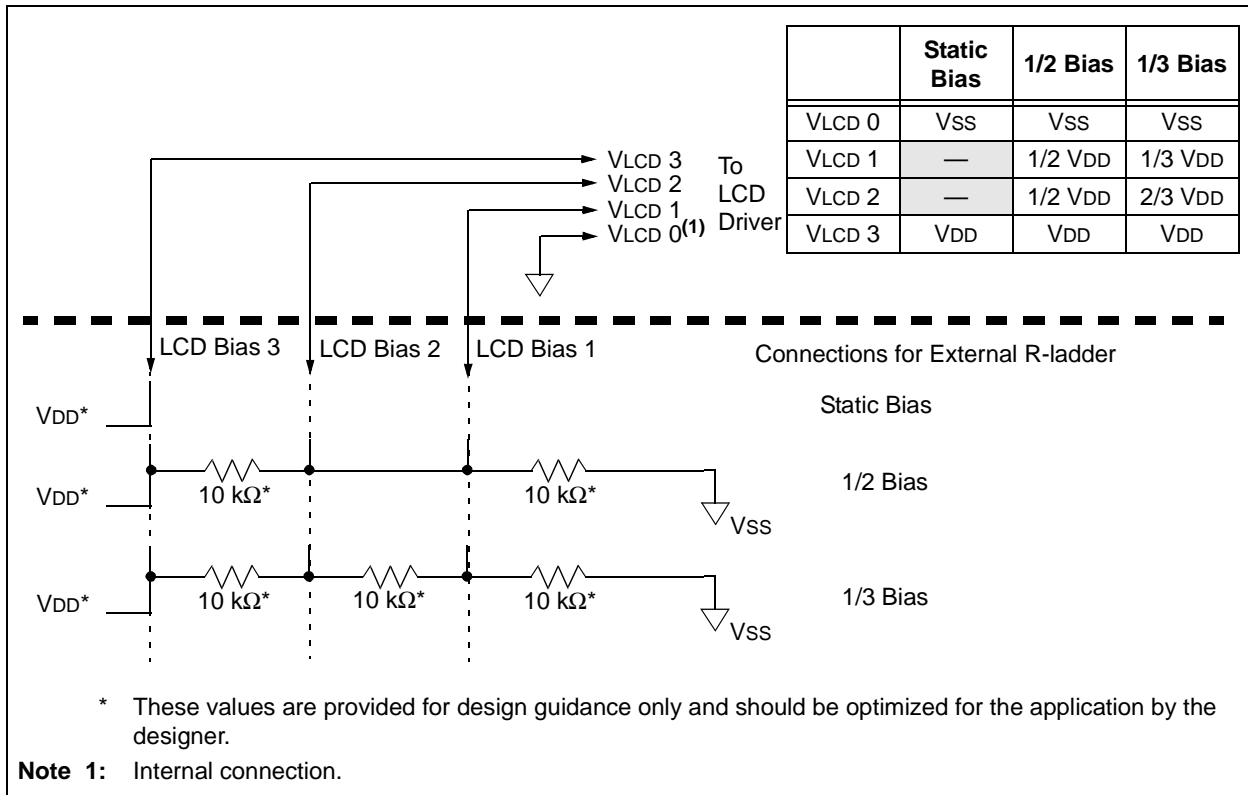 Static Bias 1/2 Bias 1/3 Bias
VLCD 0 VSS VSS VSS
VLCD 1 — 1/2 VDD 1/3 VDD
VLCD 2 — 1/2 VDD 2/3 VDD
VLCD 3 VDD VDD VDD
VLCD 3
VLCD 2
VLCD 1
VLCD 0(1)
To
LCD
Driver
LCD Bias 3 LCD Bias 2 LCD Bias 1 Connections for External R-ladder
VDD* Static Bias
VDD* 10 kΩ* 10 kΩ* VSS 1/2 Bias
VDD* 10 kΩ* 10 kΩ* 10 kΩ* VSS 1/3 Bias
* These values are provided for design guidance only and should be optimized for the application by the
designer.
Note 1: Internal connection.